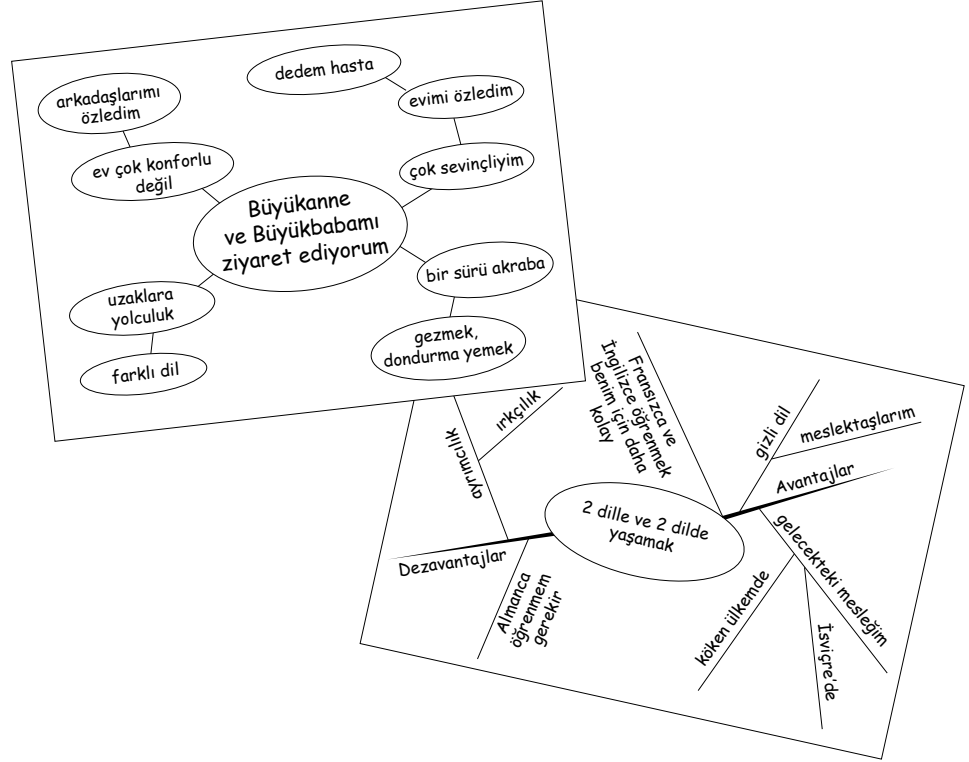 dedem hasta
evimi özledim
çok sevinçliyim
arkadaşlarımı
özledim
ev çok konforlu
değil
Büyükanne
ve Büyükbabamı
ziyaret ediyorum
bir sürü akraba
gezmek,
dondurma yemek
uzaklara
yolculuk
farklı dil
ayrımcılık
ırkçılık
Dezavantajlar
Almanca
öğrenmem
gerekir
2 dille ve 2 dilde
yaşamak
Fransızca ve
İngilizce öğrenmek
benim için daha
kolay
gizli dil
meslektaşlarım
Avantajlar
gelecekteki mesleğim
köken ülkemde
İsviçre'de